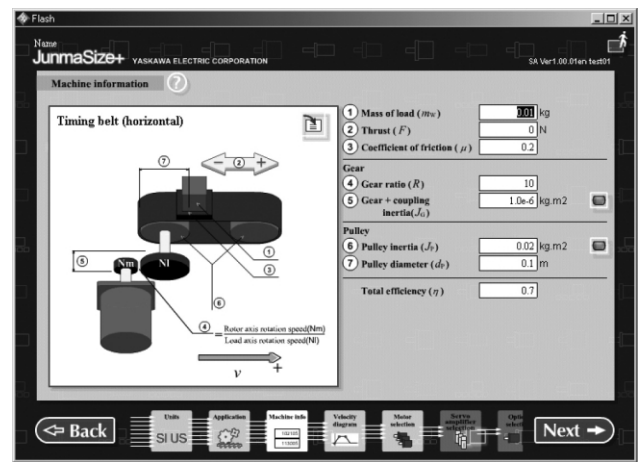 Flash
Name
JunmaSize+ YASKAWA ELECTRIC CORPORATION
SA Ver1.00.01en test01
Machine information ?
Timing belt (horizontal)
7
2
1
3
5
Nm
Nl
6
4 = Rotor axis rotation speed(Nm)
Load axis rotation speed(Nl)
v +
1 Mass of load (mw) 0.01 kg
2 Thrust (F) 0 N
3 Coefficient of friction (μ) 0.2
Gear
4 Gear ratio (R) 10
5 Gear + coupling
inertia(JG) 1.0e-6 kg.m2
Pulley
6 Pulley inertia (JP) 0.02 kg.m2
7 Pulley diameter (dP) 0.1 m
Total efficiency (η) 0.7
Back
Units
SI US
Application
Machine info
Velocity
diagram
Motor
selection
Servo
amplifier
selection
Next